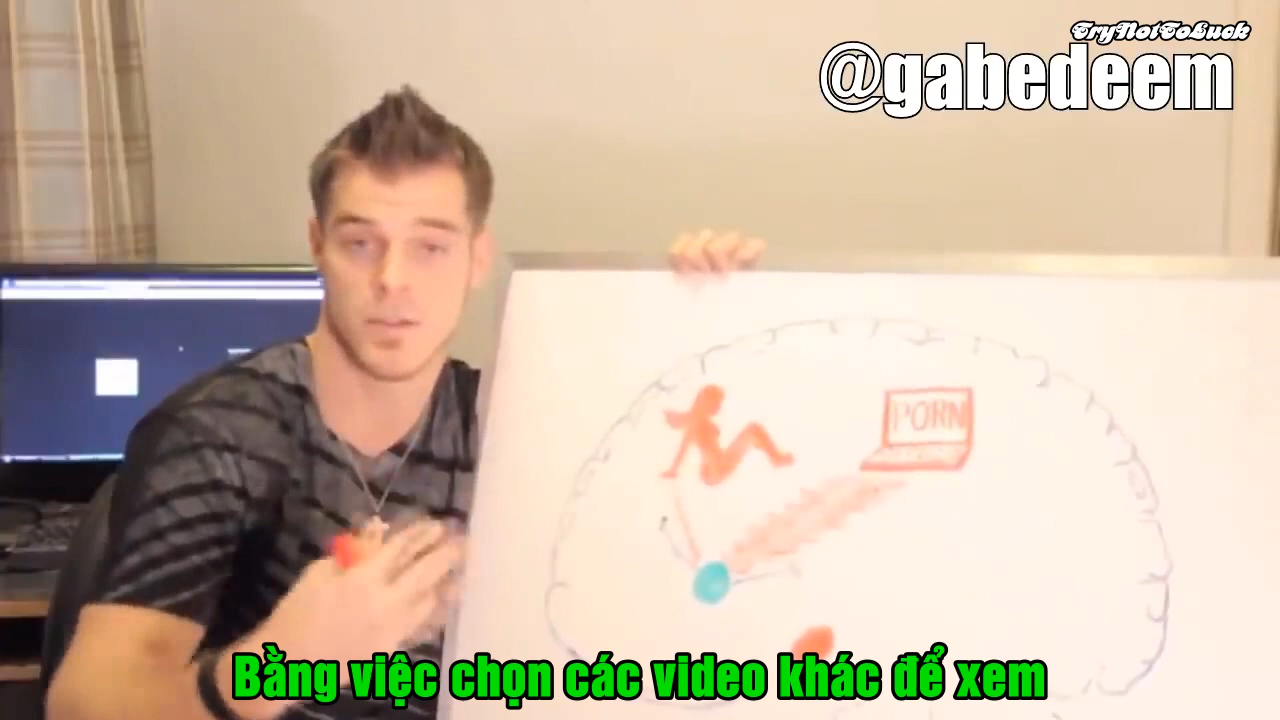 TryNotToLuck
@gabedeem
PORN
Bằng việc chọn các video khác để xem